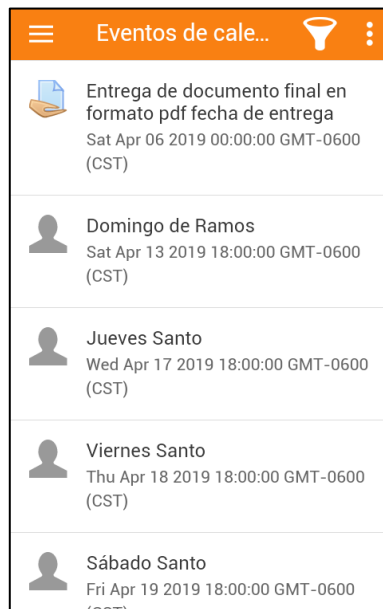 Eventos de cale...
Entrega de documento final en
formato pdf fecha de entrega
Sat Apr 06 2019 00:00:00 GMT-0600
(CST)
Domingo de Ramos
Sat Apr 13 2019 18:00:00 GMT-0600
(CST)
Jueves Santo
Wed Apr 17 2019 18:00:00 GMT-0600
(CST)
Viernes Santo
Thu Apr 18 2019 18:00:00 GMT-0600
(CST)
Sábado Santo
Fri Apr 19 2019 18:00:00 GMT-0600